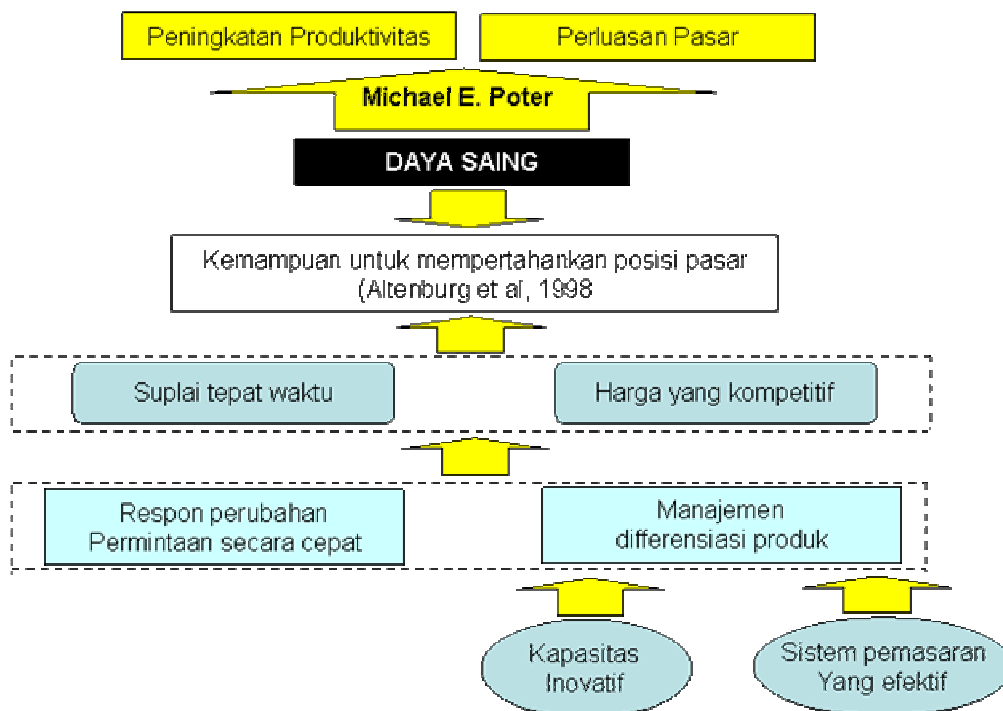 Peningkatan Produktivitas
Perluasan Pasar
Michael E. Poter
DAYA SAING
Kemampuan untuk mempertahankan posisi pasar
(Altenburg et al, 1998
Suplai tepat waktu
Harga yang kompetitif
Respon perubahan
Permintaan secara cepat
Manajemen
differensiasi produk
Kapasitas
Inovatif
Sistem pemasaran
Yang efektif